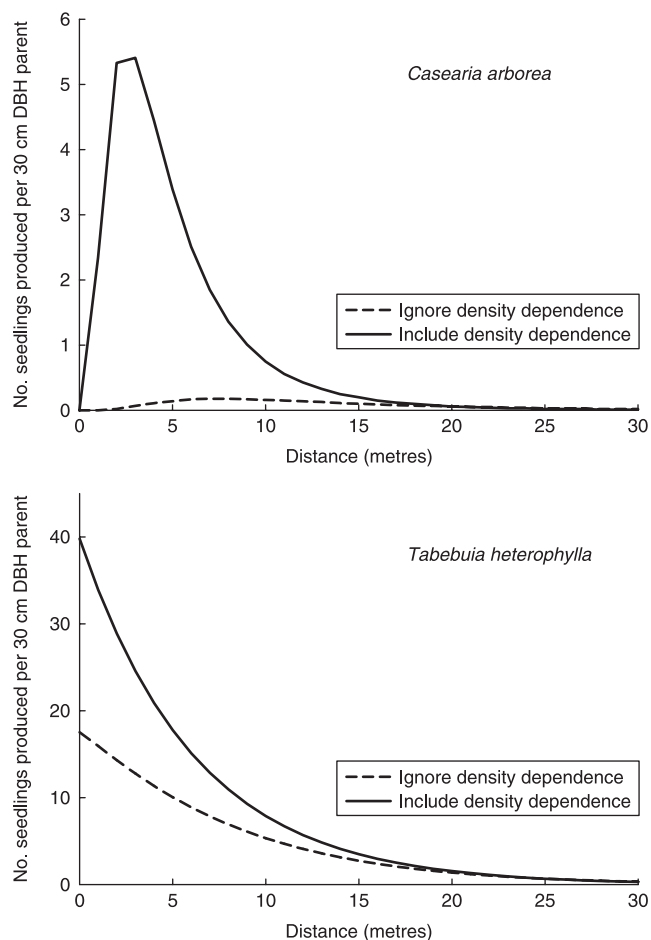 No. seedlings produced per 30 cm DBH parent
6
5
4
3
2
1
0
Casearia arborea
Ignore density dependence
Include density dependence
0 5 10 15 20 25 30
Distance (metres)
No. seedlings produced per 30 cm DBH parent
40
30
20
10
0
Tabebuia heterophylla
Ignore density dependence
Include density dependence
0 5 10 15 20 25 30
Distance (metres)